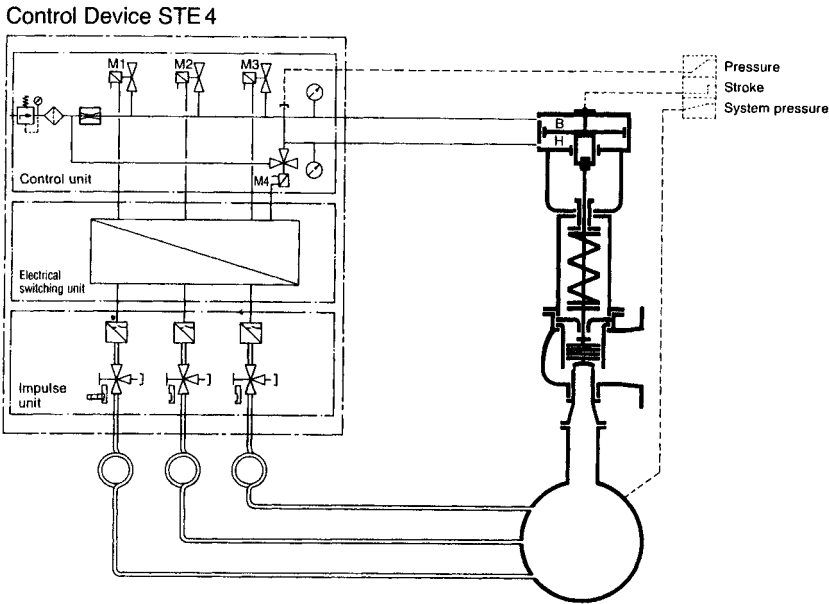 Control Device STE 4
M1 M2 M3
Pressure
Stroke
System pressure
B
H
M4
Control unit
Electrical
switching unit
Impulse
unit